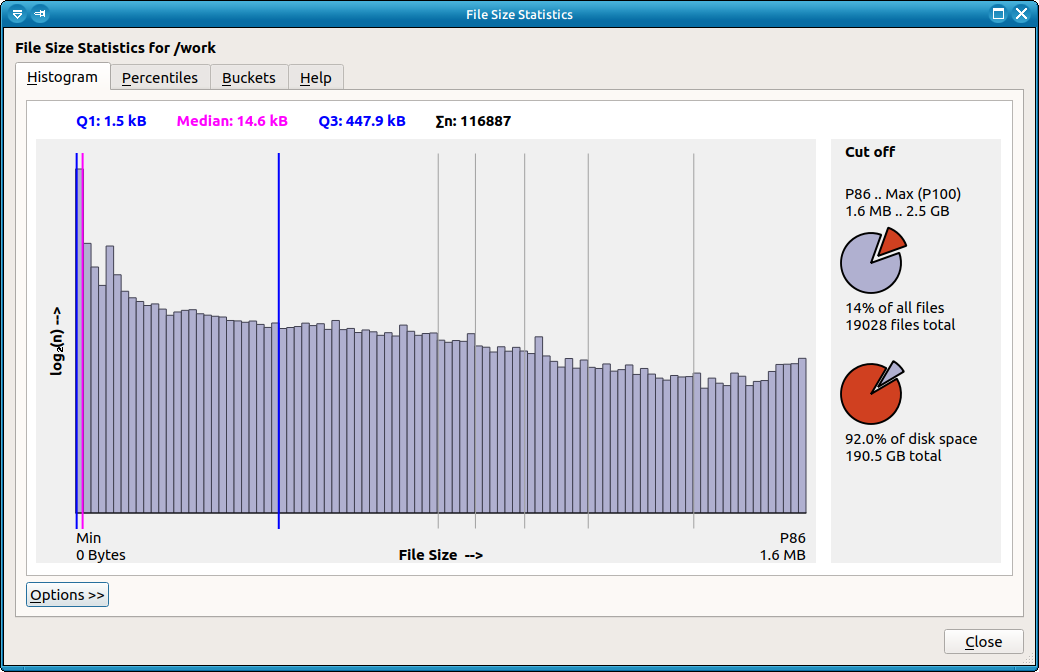 File Size Statistics
File Size Statistics for /work
Histogram Percentiles Buckets Help
Q1: 1.5 kB Median: 14.6 kB Q3: 447.9 kB Σn: 116887
Cut off
P86 .. Max (P100)
1.6 MB .. 2.5 GB
14% of all files
19028 files total
log₂(n) -->
92.0% of disk space
190.5 GB total
Min P86
0 Bytes File Size --> 1.6 MB
Options >>
Close